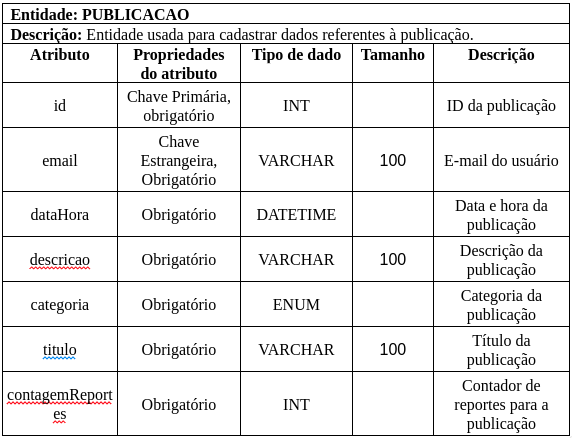 Entidade: PUBLICACAO
Descrição: Entidade usada para cadastrar dados referentes à publicação.
Atributo Propriedades do atributo Tipo de dado Tamanho Descrição
id Chave Primária, obrigatório INT ID da publicação
email Chave Estrangeira, Obrigatório VARCHAR 100 E-mail do usuário
dataHora Obrigatório DATETIME Data e hora da publicação
descricao Obrigatório VARCHAR 100 Descrição da publicação
categoria Obrigatório ENUM Categoria da publicação
titulo Obrigatório VARCHAR 100 Título da publicação
contagemReportes Obrigatório INT Contador de reportes para a publicação